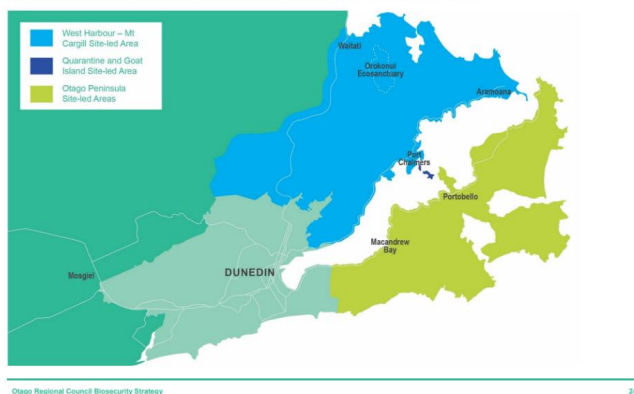 West Harbour – Mt
Cargill Site-led Area
Quarantine and Goat
Island Site-led Area
Otago Peninsula
Site-led Areas
Waitati
Orokonui
Ecosanctuary
Aramoana
Port
Chalmers
Portobello
Macandrew
Bay
Mosgiel
DUNEDIN
Otago Regional Council Biosecurity Strategy